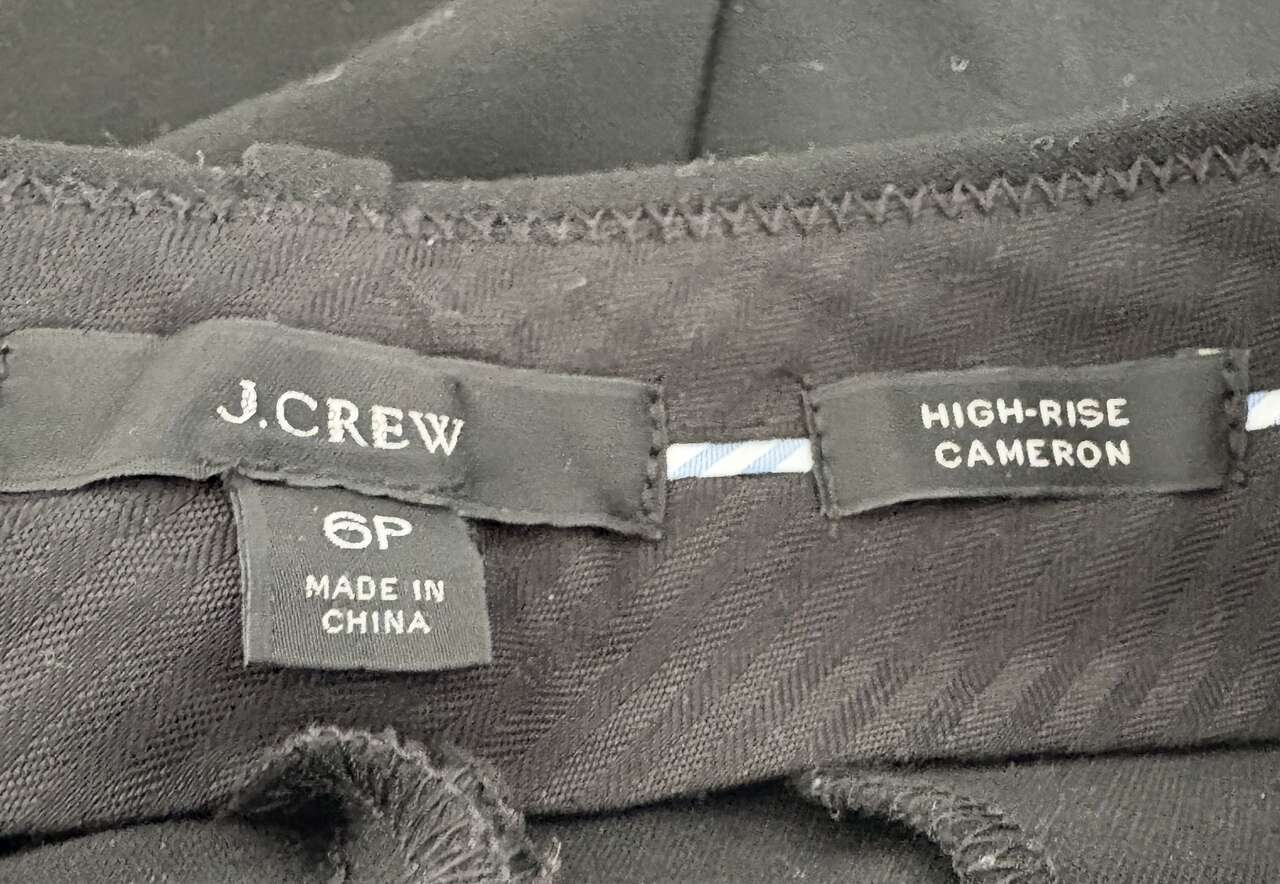 J.CREW
6P
MADE IN
CHINA
HIGH-RISE
CAMERON